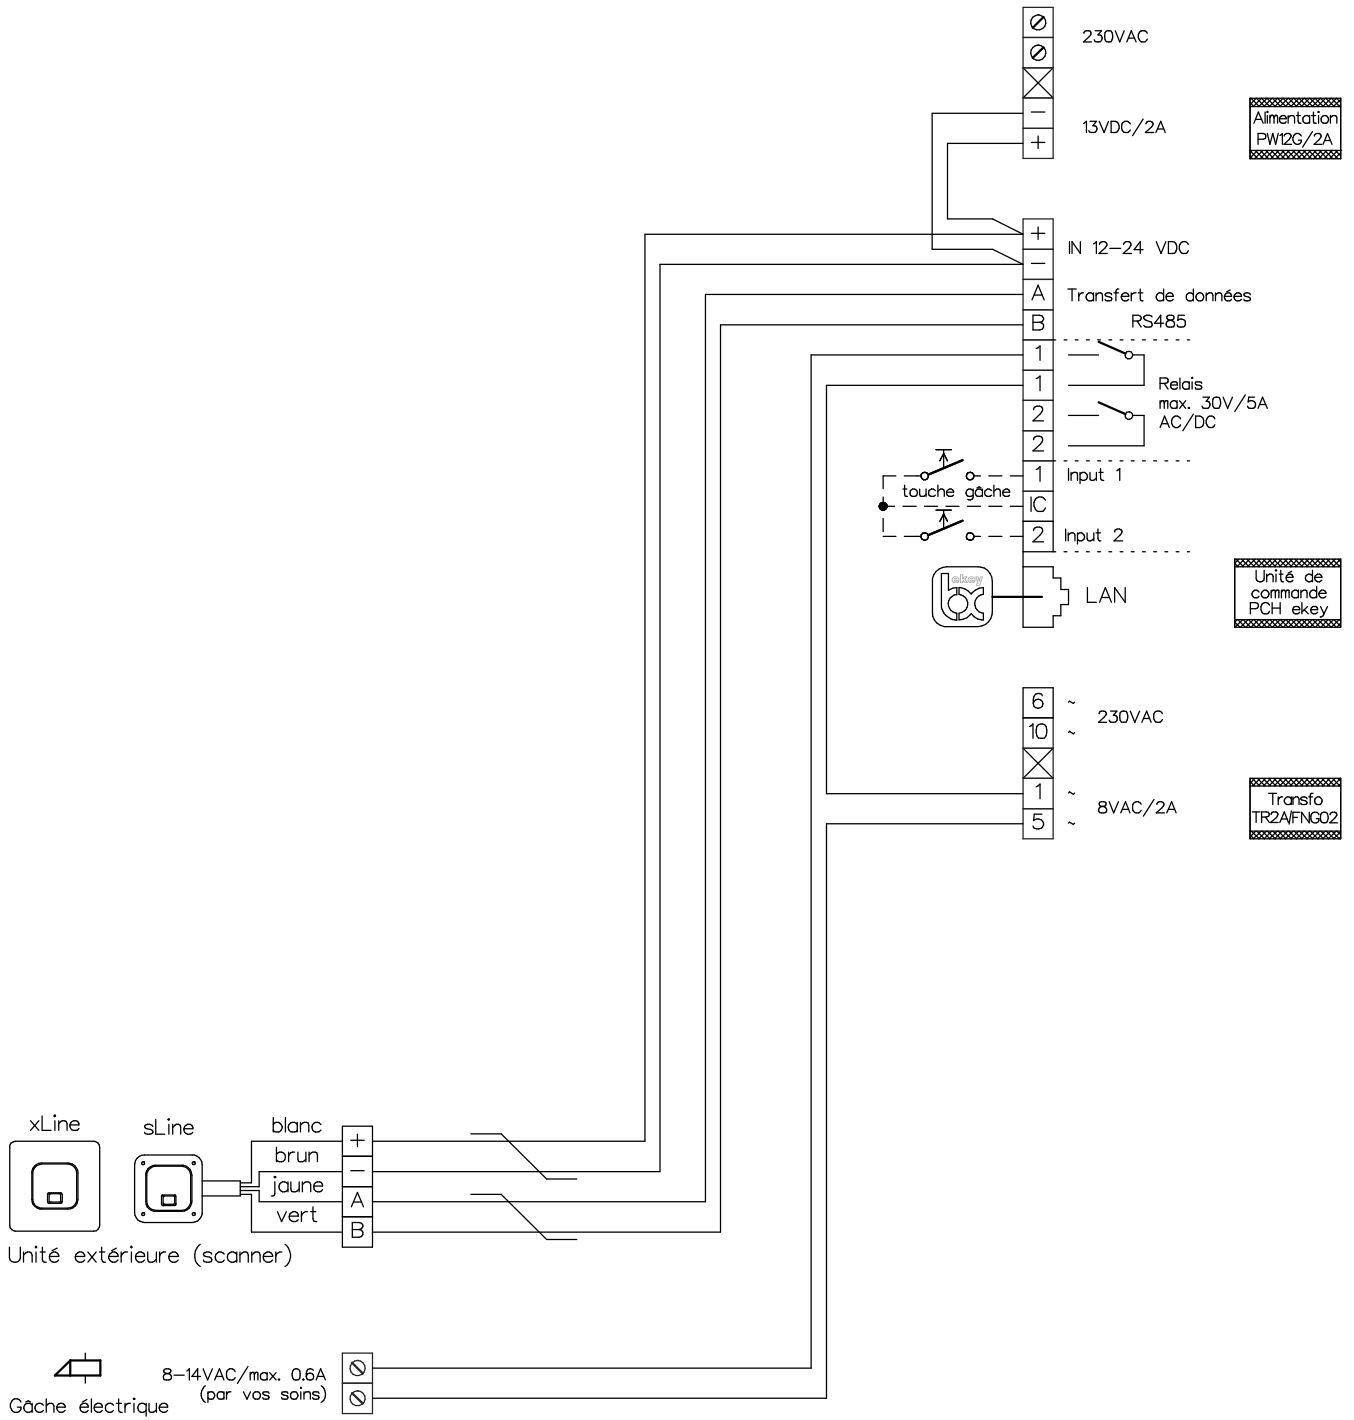 230VAC
−
13VDC/2A
+
Alimentation
PW12G/2A
+
IN 12−24 VDC
−
A
Transfert de données
B
RS485
1
1
Relais
max. 30V/5A
AC/DC
2
2
1
Input 1
touche gâche
IC
2
Input 2
ekey
bx
LAN
Unité de
commande
PCH ekey
6 ~
230VAC
10 ~
1 ~
8VAC/2A
5 ~
Transfo
TR2A/FNG02
xLine
sLine
blanc
+
brun
−
jaune
A
vert
B
Unité extérieure (scanner)
8−14VAC/max. 0.6A
(par vos soins)
Gâche électrique